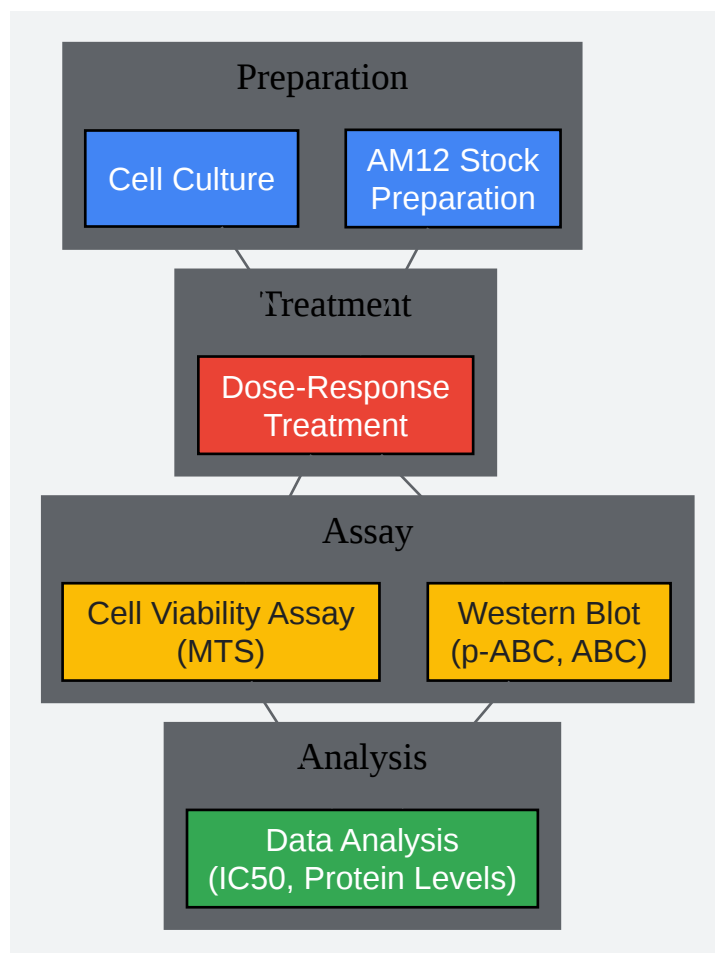 Preparation
Cell Culture
AM12 Stock
Preparation
Treatment
Dose-Response
Treatment
Assay
Cell Viability Assay
(MTS)
Western Blot
(p-ABC, ABC)
Analysis
Data Analysis
(IC50, Protein Levels)